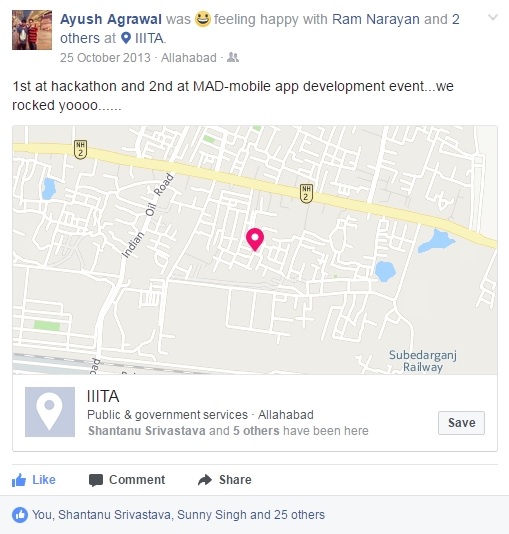 Ayush Agrawal was feeling happy with Ram Narayan and 2
others at IIITA.
25 October 2013 · Allahabad ·
1st at hackathon and 2nd at MAD-mobile app development event...we
rocked yoooo......
NH
2
NH
2
Indian Oil Road
oad
Subedarganj
Railway
IIITA
Public & government services · Allahabad
Shantanu Srivastava and 5 others have been here
Save
Like
Comment
Share
You, Shantanu Srivastava, Sunny Singh and 25 others